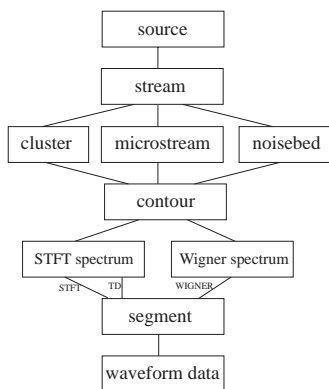 source
stream
cluster microstream noisebed
contour
STFT spectrum Wigner spectrum
STFT TD WIGNER
segment
waveform data